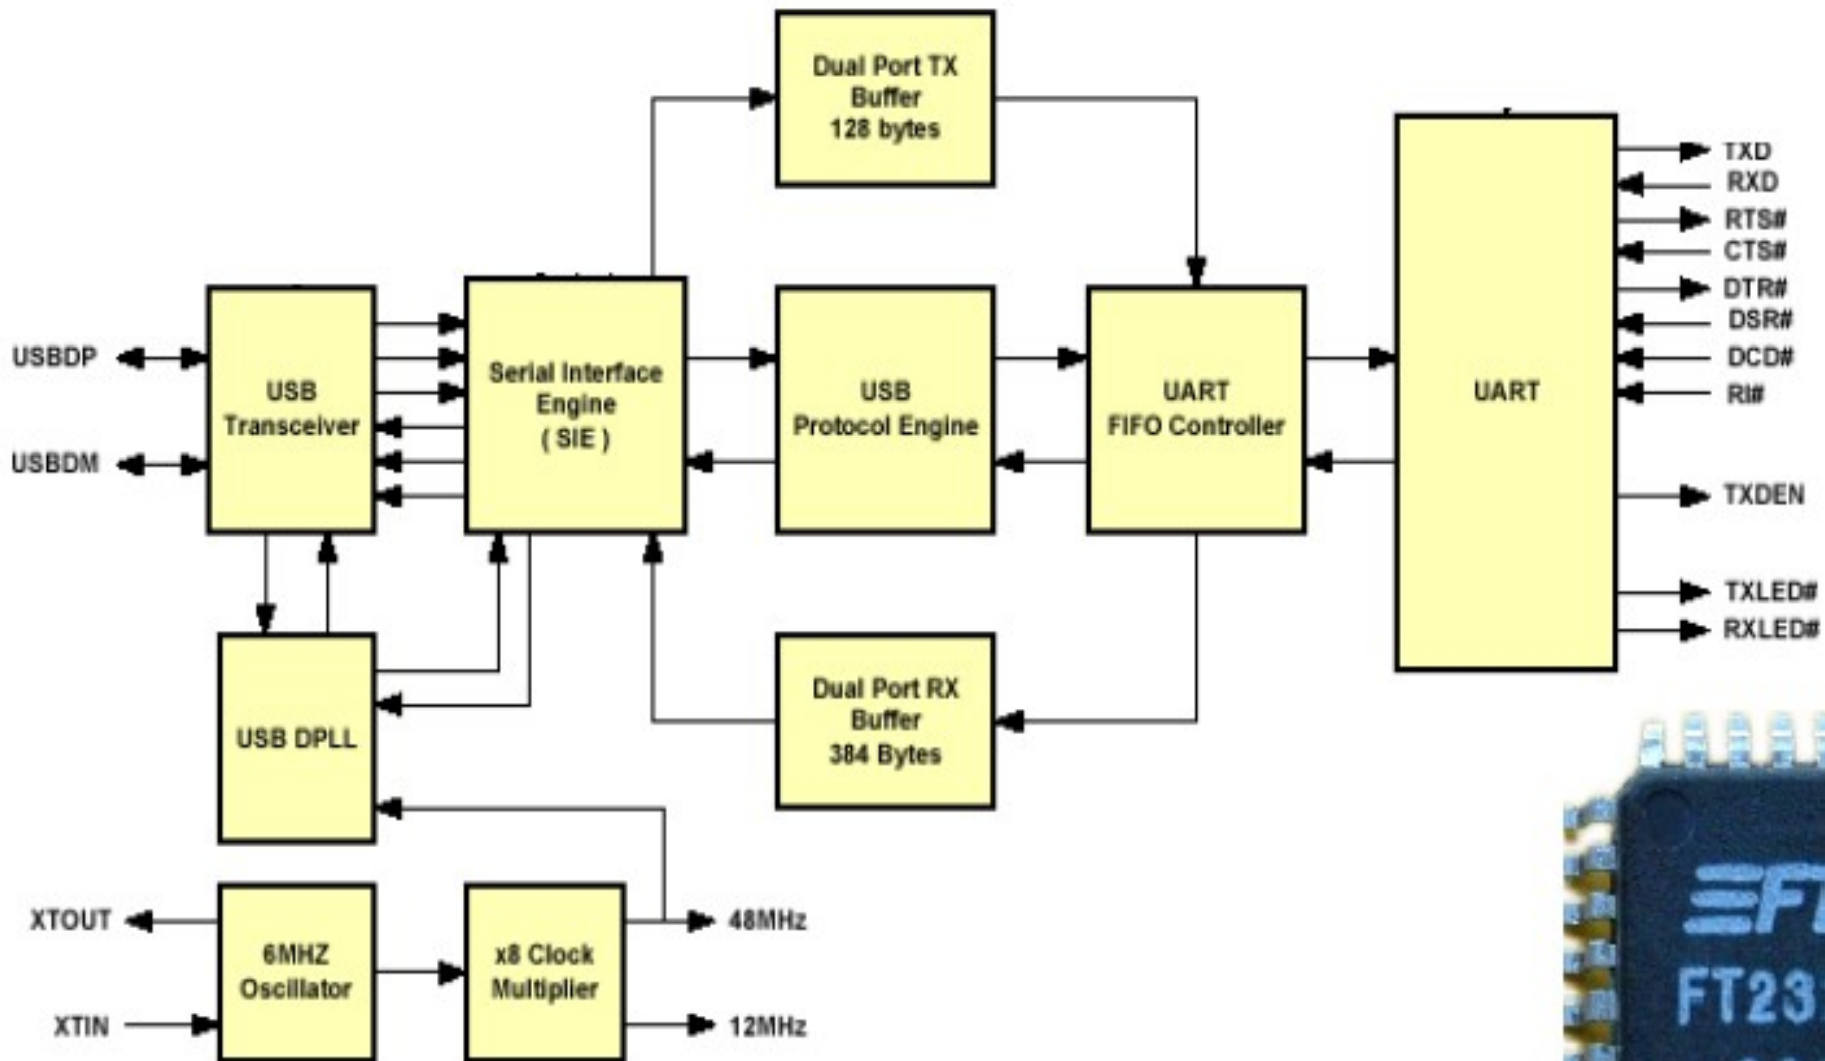 Dual Port TX
Buffer
128 bytes
TXD
RXD
RTS#
CTS#
DTR#
DSR#
DCD#
RI#
TXDEN
TXLED#
RXLED#
USBDP
USBDM
USB
Transceiver
Serial Interface
Engine
( SIE )
USB
Protocol Engine
UART
FIFO Controller
UART
USB DPLL
Dual Port RX
Buffer
384 Bytes
XTOUT
XTIN
6MHZ
Oscillator
x8 Clock
Multiplier
48MHz
12MHz
FT23